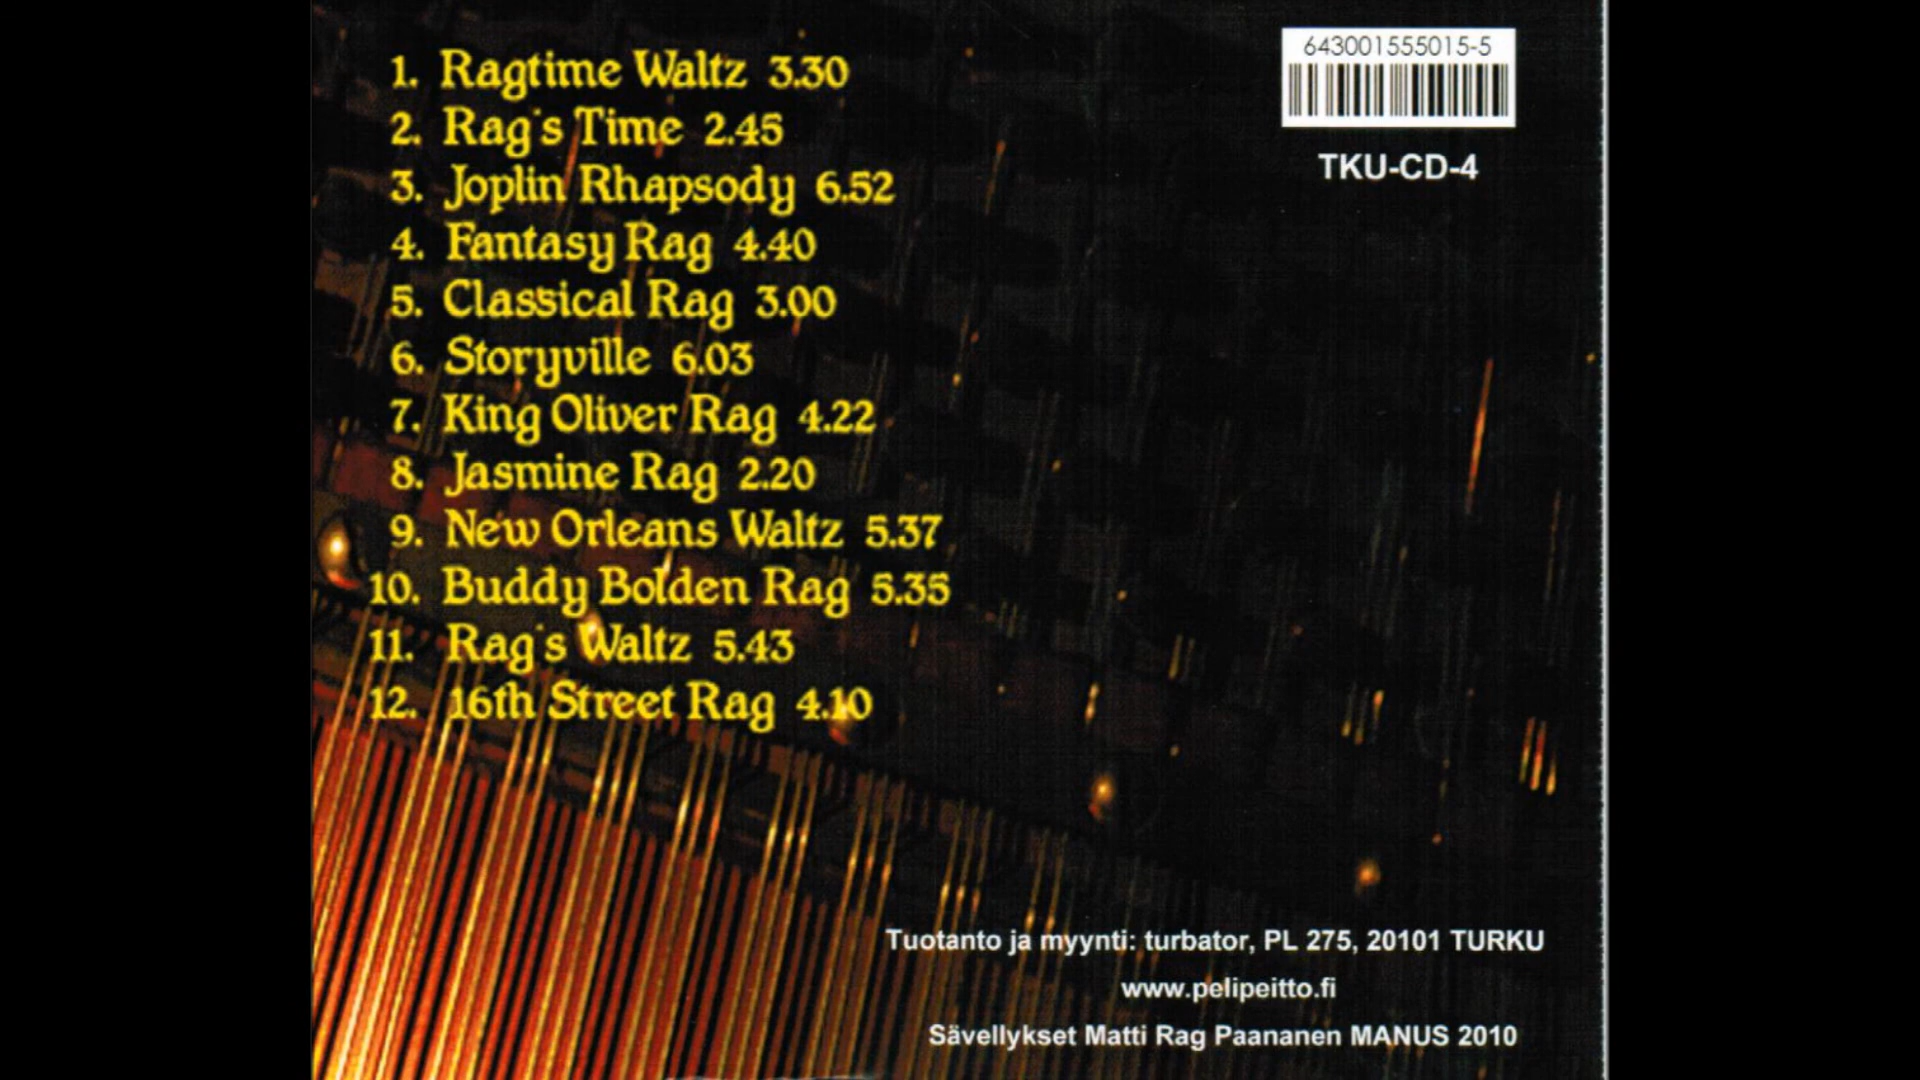 1. Ragtime Waltz 3.30
2. Rag's Time 2.45
3. Joplin Rhapsody 6.52
4. Fantasy Rag 4.40
5. Classical Rag 3.00
6. Storyville 6.03
7. King Oliver Rag 4.22
8. Jasmine Rag 2.20
9. New Orleans Waltz 5.37
10. Buddy Bolden Rag 5.35
11. Rag's Waltz 5.43
12. 16th Street Rag 4.10
643001555015-5
TKU-CD-4
Tuotanto ja myynti: turbator, PL 275, 20101 TURKU
www.pelipeitto.fi
Sävellykset Matti Rag Paananen MANUS 2010